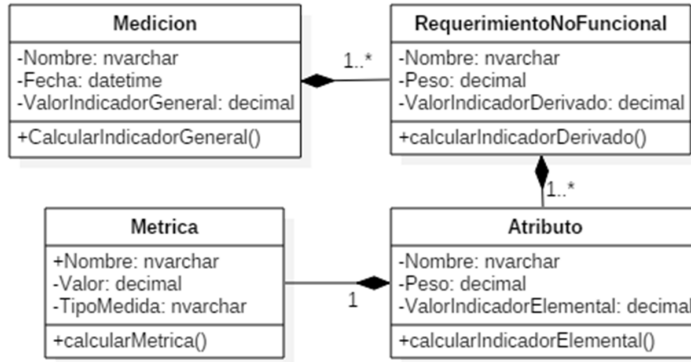 Medicion
-Nombre: nvarchar
-Fecha: datetime
-ValorIndicadorGeneral: decimal
+CalcularIndicadorGeneral()
1..*
RequerimientoNoFuncional
-Nombre: nvarchar
-Peso: decimal
-ValorIndicadorDerivado: decimal
+calcularIndicadorDerivado()
1..*
Metrica
+Nombre: nvarchar
-Valor: decimal
-TipoMedida: nvarchar
+calcularMetrica()
1
Atributo
-Nombre: nvarchar
-Peso: decimal
-ValorIndicadorElemental: decimal
+calcularIndicadorElemental()